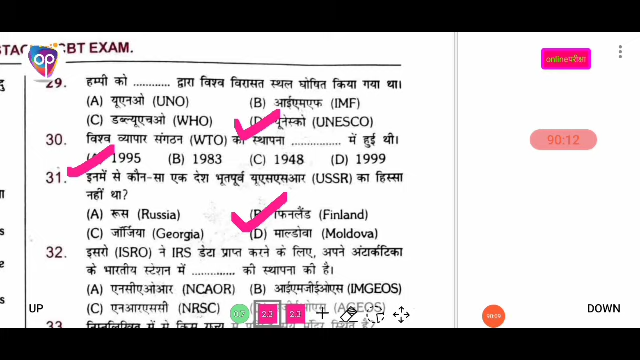 CBT EXAM.
op
onlineपरीक्षा
90:12
29. हम्पी को ............ द्वारा विश्व विरासत स्थल घोषित किया गया था।
(A) यूएनओ (UNO) (B) आईएमएफ (IMF)
(C) डब्ल्यूएचओ (WHO) यूनेस्को (UNESCO)
30. विश्व व्यापार संगठन (WTO) की स्थापना ................ में हुई थी।
1995 (B) 1983 (C) 1948 (D) 1999
31. इनमें से कौन-सा एक देश भूतपूर्व यूएसएसआर (USSR) का हिस्सा
नहीं था?
(A) रूस (Russia) फिनलैंड (Finland)
(C) जॉर्जिया (Georgia) (D) माल्डोवा (Moldova)
32. इसरो (ISRO) ने IRS डेटा प्राप्त करने के लिए, अपने अंटार्कटिका
के भारतीय स्टेशन में ............ की स्थापना की है।
(A) एनसीएओआर (NCAOR) (B) आईएमजीईओएस (IMGEOS)
(C) एनआरएससी (NRSC) (AGEOS)
UP
DOWN
33.